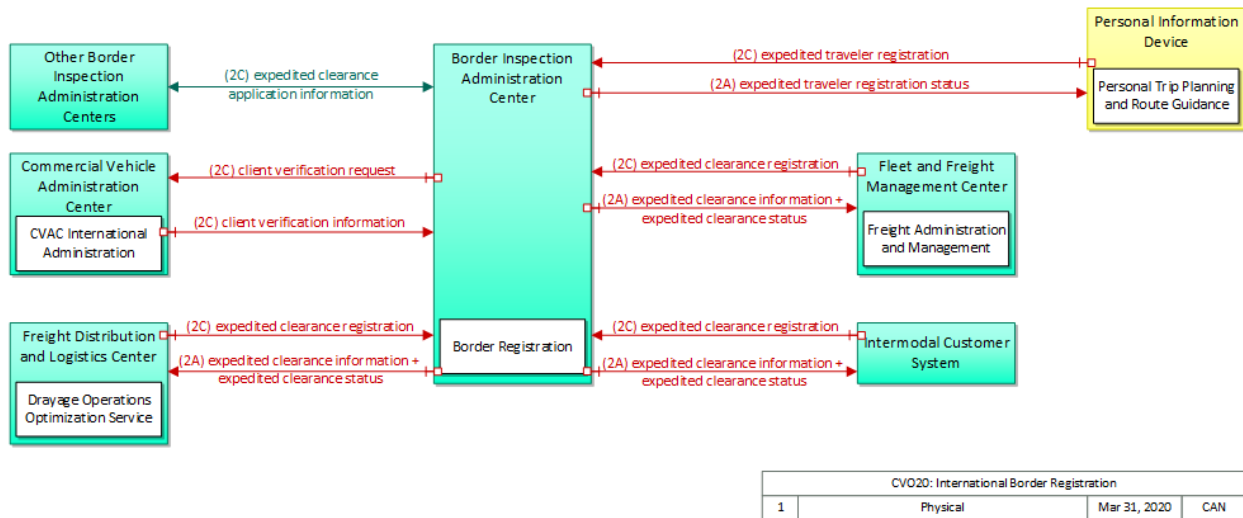 Other Border
Inspection
Administration
Centers
(2C) expedited clearance
application information
Border Inspection
Administration
Center
(2C) expedited traveler registration
(2A) expedited traveler registration status
Personal Information
Device
Personal Trip Planning
and Route Guidance
Commercial Vehicle
Administration
Center
CVAC International
Administration
(2C) client verification request
(2C) client verification information
(2C) expedited clearance registration
(2A) expedited clearance information +
expedited clearance status
Fleet and Freight
Management Center
Freight Administration
and Management
Freight Distribution
and Logistics Center
Drayage Operations
Optimization Service
(2C) expedited clearance registration
(2A) expedited clearance information +
expedited clearance status
Border Registration
(2C) expedited clearance registration
(2A) expedited clearance information +
expedited clearance status
Intermodal Customer
System
CVO20: International Border Registration
1 Physical Mar 31, 2020 CAN